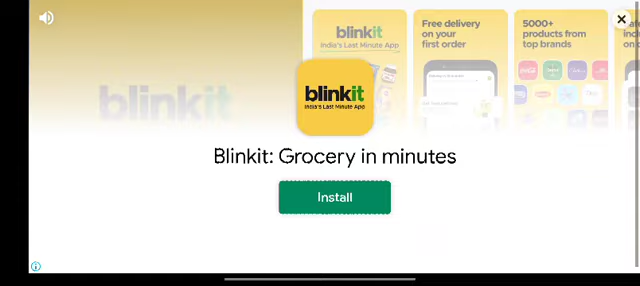 blinkit
India's Last Minute App
Free delivery
on your
first order
5000+
products from
top brands
blinkit
India's Last Minute App
blinkit
Blinkit: Grocery in minutes
Install